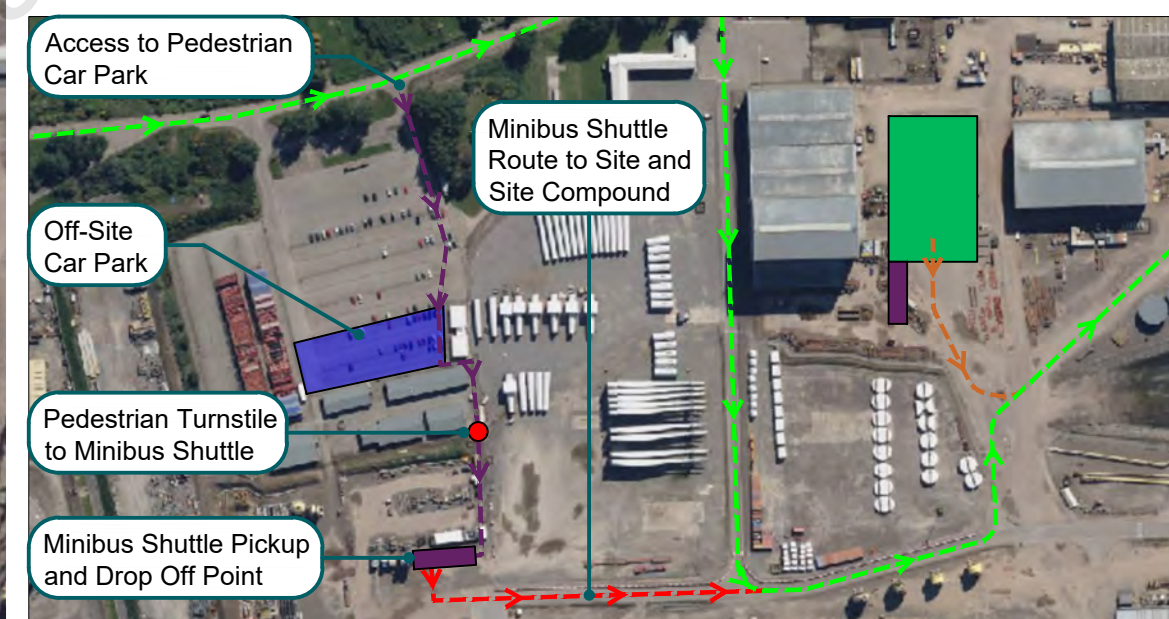 Access to Pedestrian
Car Park
Minibus Shuttle
Route to Site and
Site Compound
Off-Site
Car Park
Pedestrian Turnstile
to Minibus Shuttle
Minibus Shuttle Pickup
and Drop Off Point